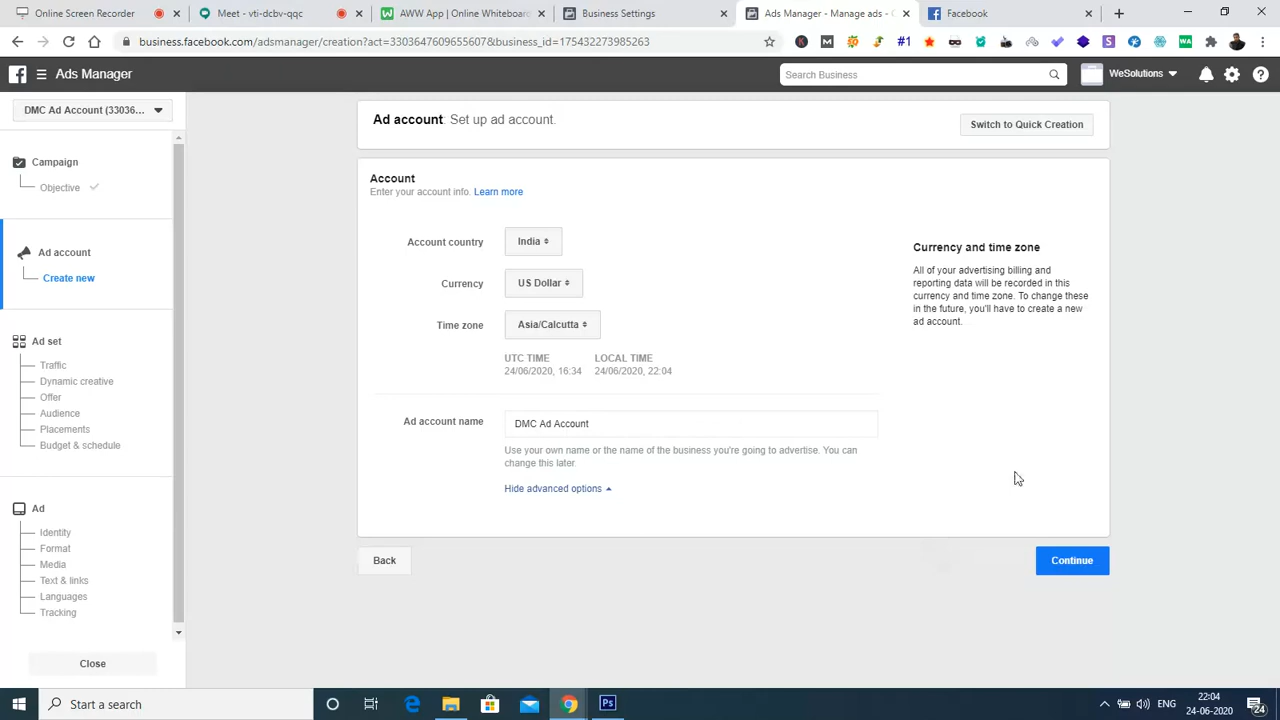 Online Screen Recorder
Meet - vti-dcbv-qqc
AWW App | Online Whiteboard
Business Settings
Ads Manager - Manage ads - C
Facebook
business.facebook.com/adsmanager/creation?act=3303647609655607&business_id=175432273985263
#1
Ads Manager
Search Business
WeSolutions
DMC Ad Account (33036...
Campaign
Objective
Ad account
Create new
Ad set
Traffic
Dynamic creative
Offer
Audience
Placements
Budget & schedule
Ad
Identity
Format
Media
Text & links
Languages
Tracking
Close
Ad account: Set up ad account.
Switch to Quick Creation
Account
Enter your account info. Learn more
Account country
India
Currency
US Dollar
Time zone
Asia/Calcutta
UTC TIME LOCAL TIME
24/06/2020, 16:34 24/06/2020, 22:04
Ad account name
DMC Ad Account
Use your own name or the name of the business you're going to advertise. You can
change this later.
Hide advanced options
Currency and time zone
All of your advertising billing and
reporting data will be recorded in this
currency and time zone. To change these
in the future, you'll have to create a new
ad account.
Back
Continue
Start a search
Ps
22:04
24-06-2020
24